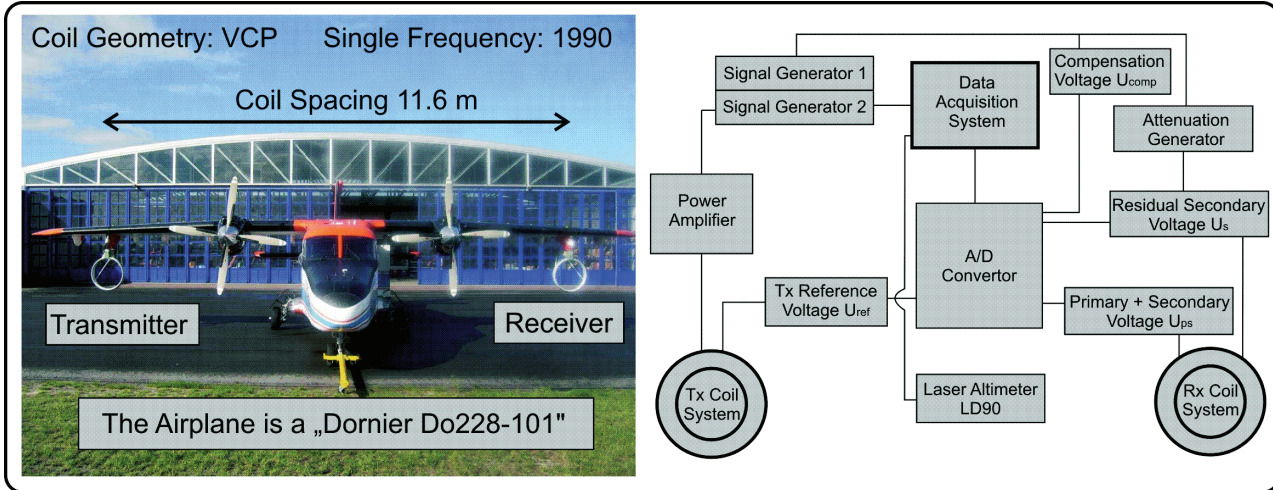 Coil Geometry: VCP Single Frequency: 1990
Coil Spacing 11.6 m
Transmitter
Receiver
The Airplane is a „Dornier Do228-101"
Signal Generator 1
Signal Generator 2
Data
Acquisition
System
Compensation
Voltage Ucomp
Attenuation
Generator
Power
Amplifier
Residual Secondary
Voltage Us
A/D
Convertor
Tx Reference
Voltage Uref
Primary + Secondary
Voltage Ups
Tx Coil
System
Laser Altimeter
LD90
Rx Coil
System